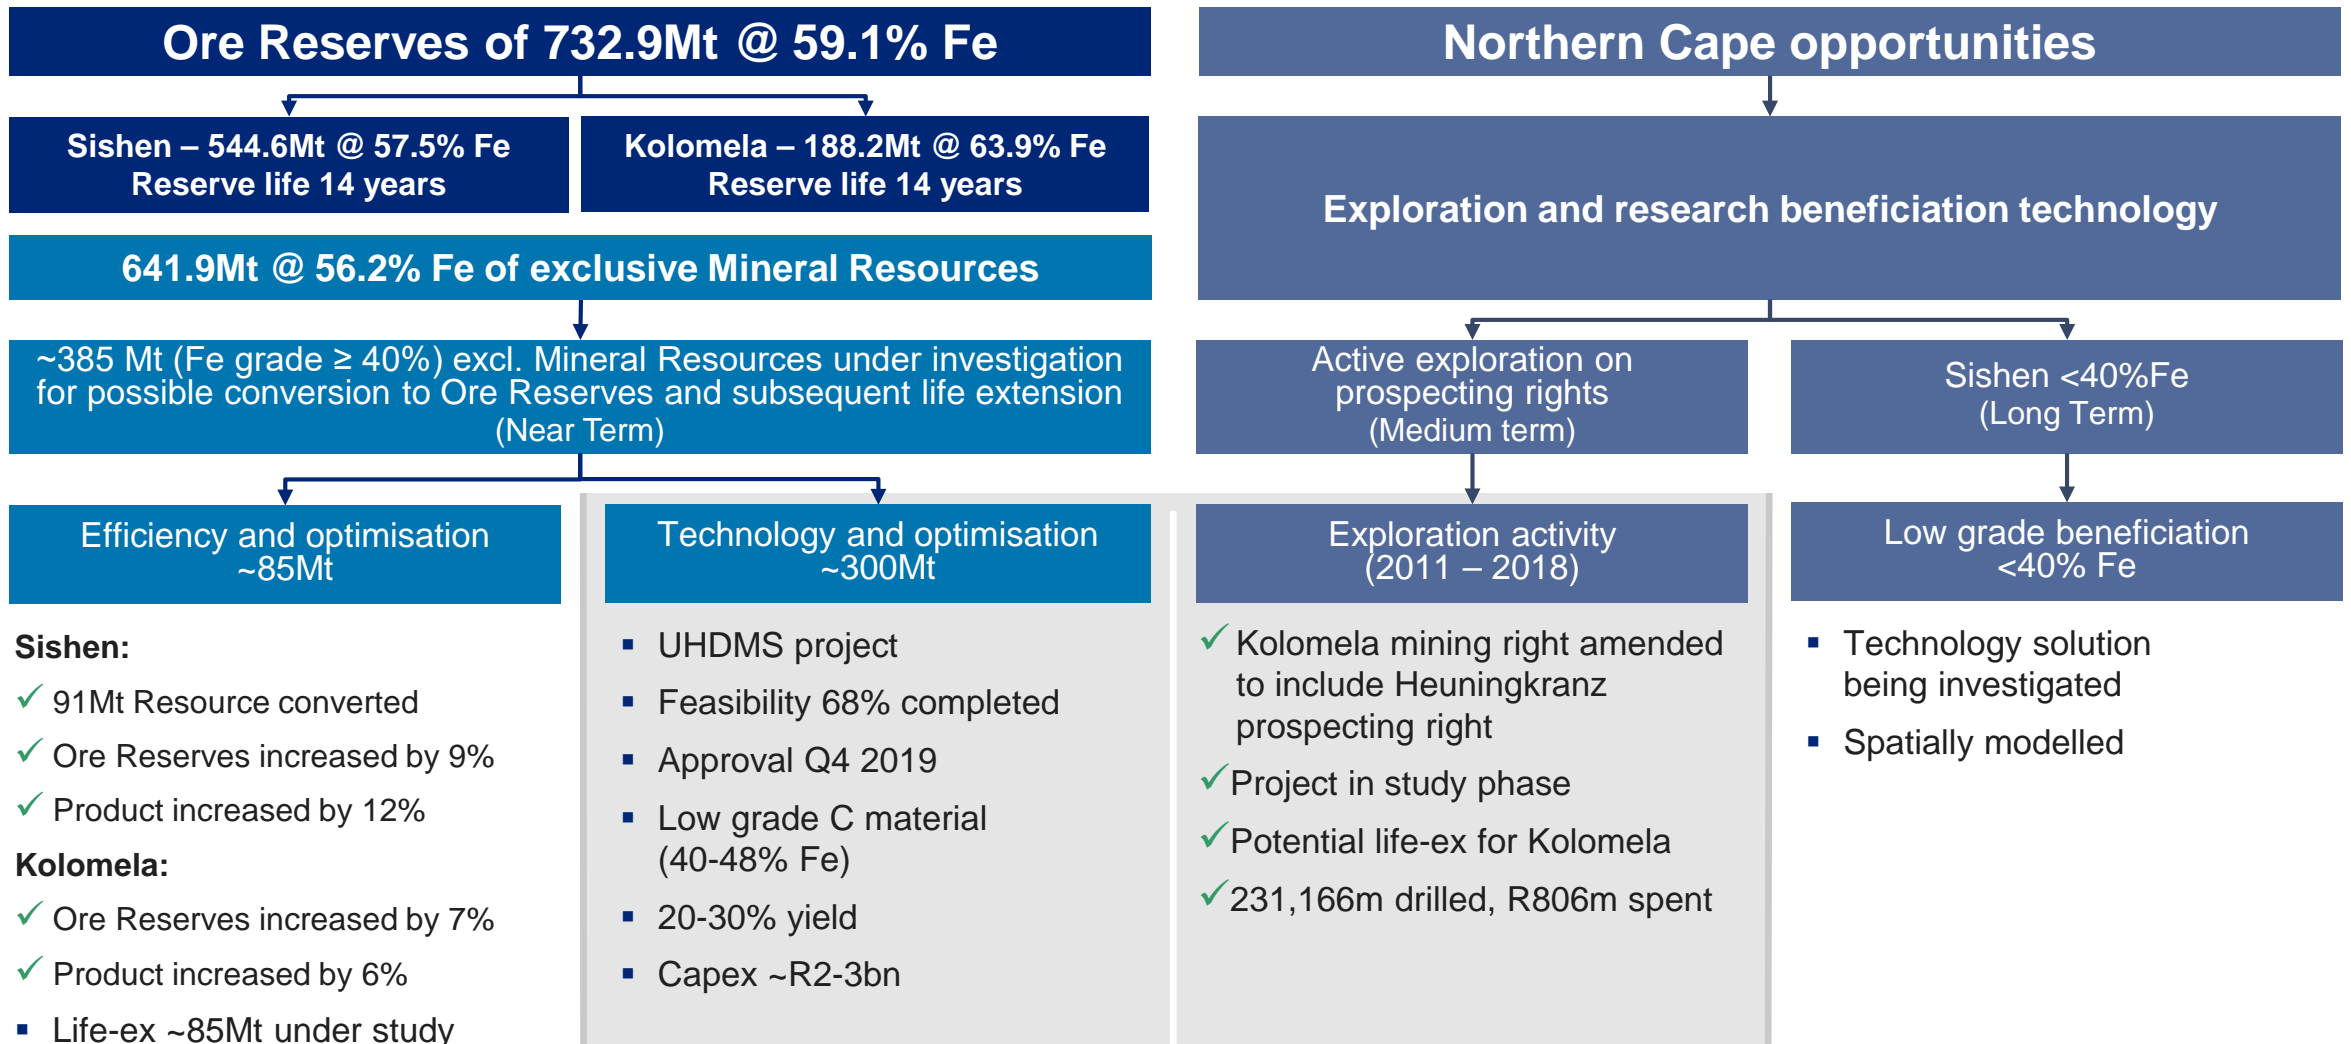 Ore Reserves of 732.9Mt @ 59.1% Fe
Sishen – 544.6Mt @ 57.5% Fe
Reserve life 14 years
Kolomela – 188.2Mt @ 63.9% Fe
Reserve life 14 years
641.9Mt @ 56.2% Fe of exclusive Mineral Resources
~385 Mt (Fe grade ≥ 40%) excl. Mineral Resources under investigation
for possible conversion to Ore Reserves and subsequent life extension
(Near Term)
Efficiency and optimisation
~85Mt
Sishen:
✓ 91Mt Resource converted
✓ Ore Reserves increased by 9%
✓ Product increased by 12%
Kolomela:
✓ Ore Reserves increased by 7%
✓ Product increased by 6%
▪ Life-ex ~85Mt under study
Technology and optimisation
~300Mt
▪ UHDMS project
▪ Feasibility 68% completed
▪ Approval Q4 2019
▪ Low grade C material
(40-48% Fe)
▪ 20-30% yield
▪ Capex ~R2-3bn
Northern Cape opportunities
Exploration and research beneficiation technology
Active exploration on
prospecting rights
(Medium term)
Exploration activity
(2011 – 2018)
✓ Kolomela mining right amended
to include Heuningkranz
prospecting right
✓ Project in study phase
✓ Potential life-ex for Kolomela
✓ 231,166m drilled, R806m spent
Sishen <40%Fe
(Long Term)
Low grade beneficiation
<40% Fe
▪ Technology solution
being investigated
▪ Spatially modelled